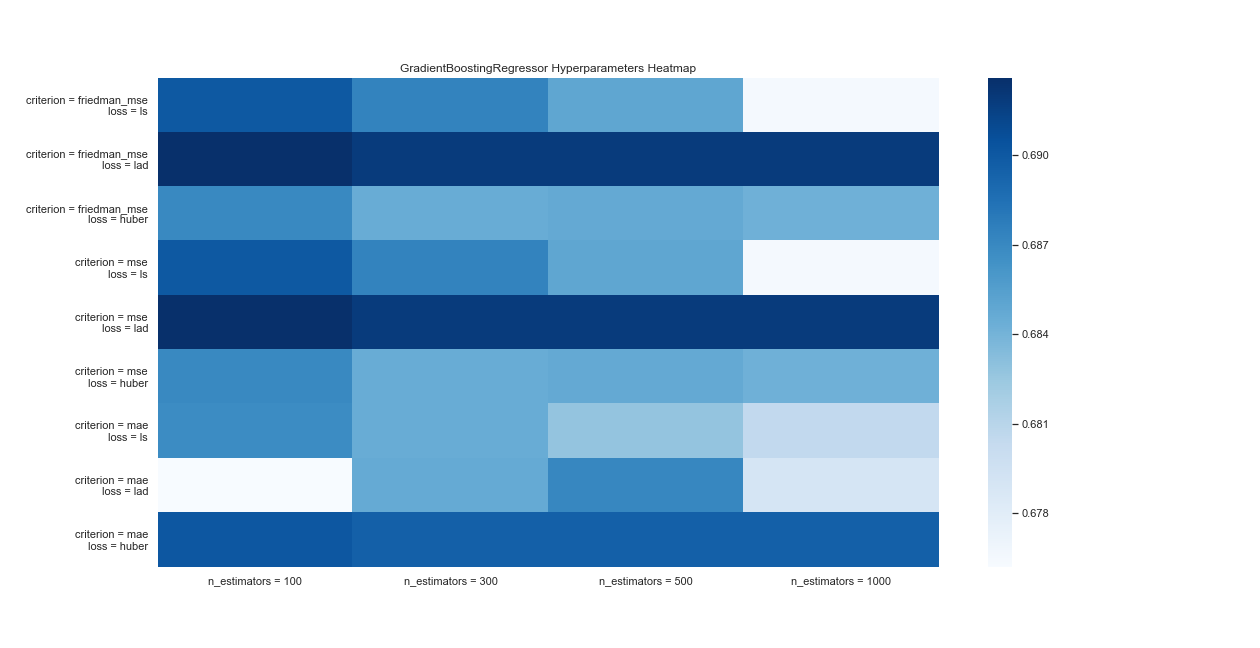 GradientBoostingRegressor Hyperparameters Heatmap
criterion = friedman_mse
loss = ls
criterion = friedman_mse
loss = lad
criterion = friedman_mse
loss = huber
criterion = mse
loss = ls
criterion = mse
loss = lad
criterion = mse
loss = huber
criterion = mae
loss = ls
criterion = mae
loss = lad
criterion = mae
loss = huber
n_estimators = 100
n_estimators = 300
n_estimators = 500
n_estimators = 1000
0.690
0.687
0.684
0.681
0.678